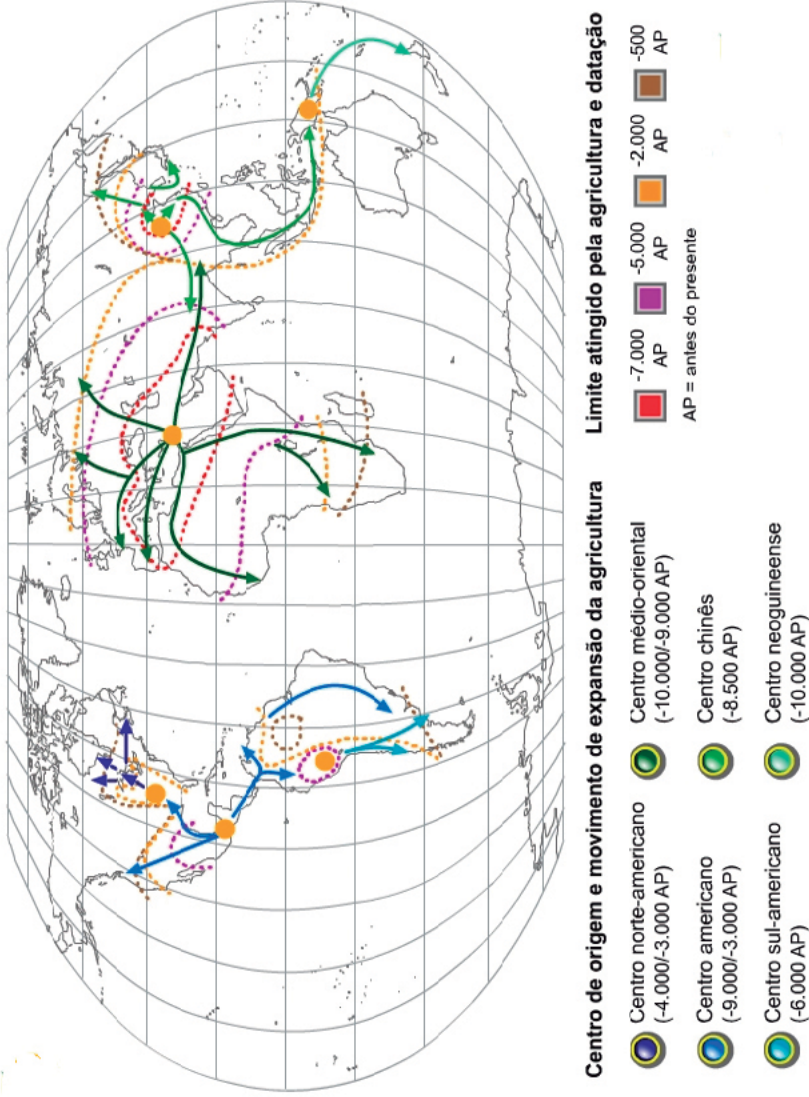 Centro de origem e movimento de expansão da agricultura
Centro norte-americano
(-4.000/-3.000 AP)
Centro médio-oriental
(-10.000/-9.000 AP)
Centro americano
(-9.000/-3.000 AP)
Centro chinês
(-8.500 AP)
Centro sul-americano
(-6.000 AP)
Centro neoguineense
(-10.000 AP)
Limite atingido pela agricultura e datação
-7.000
AP
-5.000
AP
-2.000
AP
-500
AP
AP = antes do presente